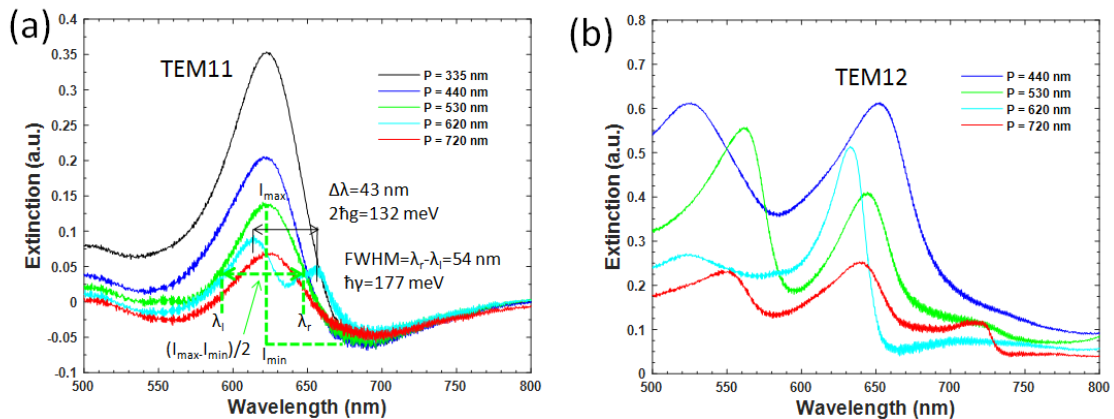 (a)
TEM11
P = 335 nm
P = 440 nm
P = 530 nm
P = 620 nm
P = 720 nm
Imax
Δλ=43 nm
2ħg=132 meV
FWHM=λr-λl=54 nm
ħγ=177 meV
λl
λr
(Imax-Imin)/2
Imin
Extinction (a.u.)
0.35
0.3
0.25
0.2
0.15
0.1
0.05
0
-0.05
-0.1
500 550 600 650 700 750 800
Wavelength (nm)
(b)
TEM12
P = 440 nm
P = 530 nm
P = 620 nm
P = 720 nm
Extinction (a.u.)
0.8
0.7
0.6
0.5
0.4
0.3
0.2
0.1
0
500 550 600 650 700 750 800
Wavelength (nm)